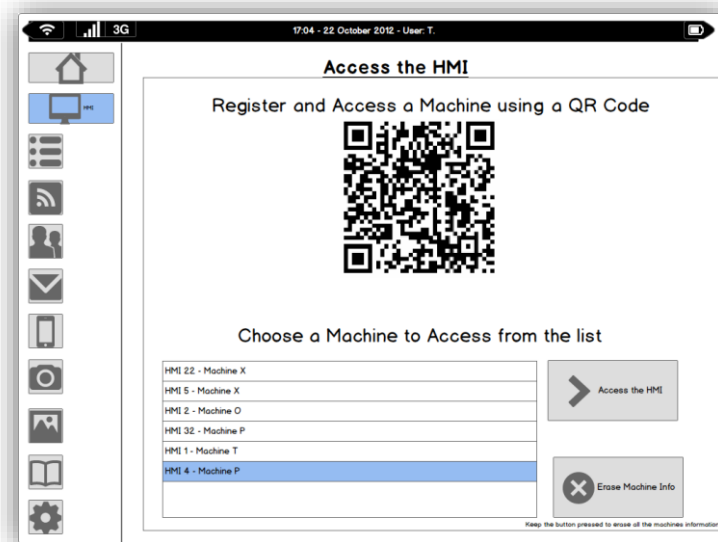 3G
17:04 - 22 October 2012 - User: T.
HMI
Access the HMI
Register and Access a Machine using a QR Code
Choose a Machine to Access from the list
HMI 22 - Machine X
HMI 5 - Machine X
HMI 2 - Machine O
HMI 32 - Machine P
HMI 1 - Machine T
HMI 4 - Machine P
Access the HMI
Erase Machine Info
Keep the button pressed to erase all the machines information